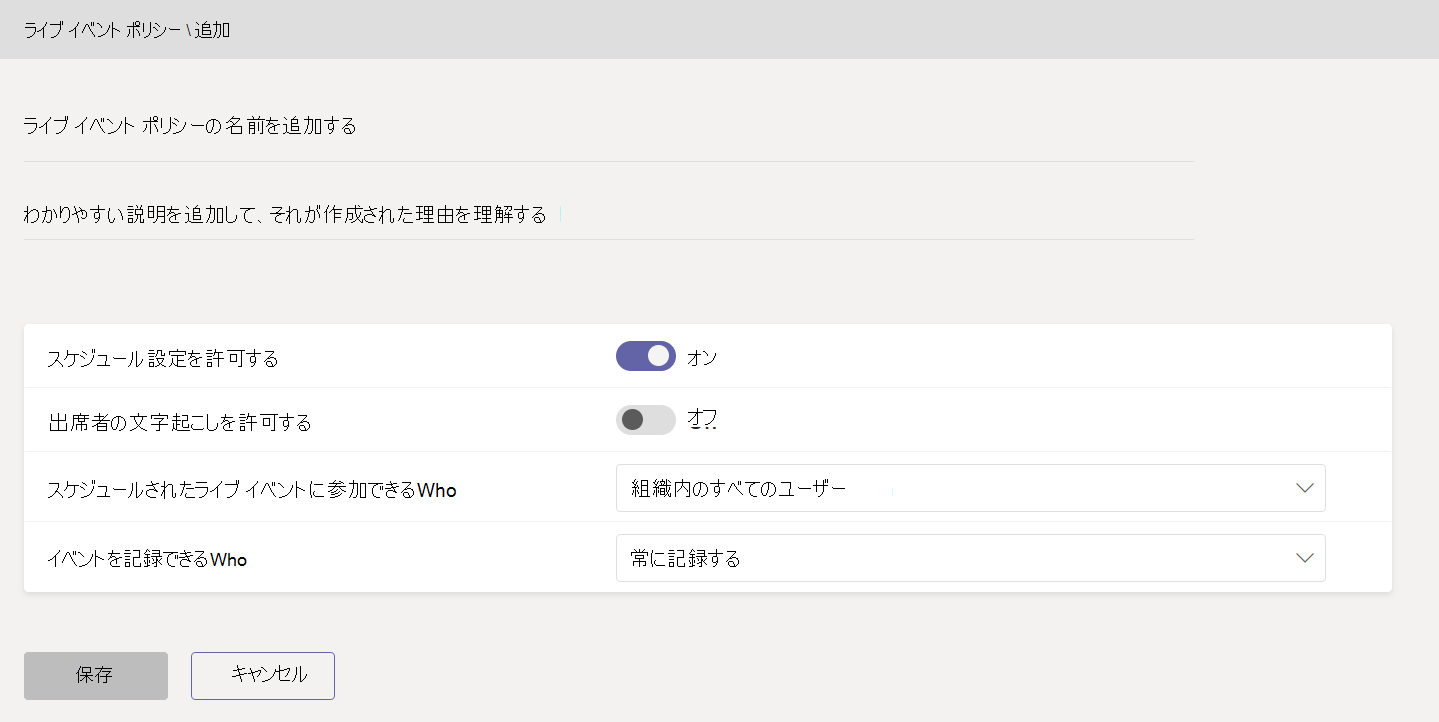 ライブ イベント ポリシー \ 追加
ライブ イベント ポリシーの名前を追加する
わかりやすい説明を追加して、それが作成された理由を理解する
スケジュール設定を許可する オン
出席者の文字起こしを許可する オフ
スケジュールされたライブ イベントに参加できるWho 組織内のすべてのユーザー
イベントを記録できるWho 常に記録する
保存 キャンセル